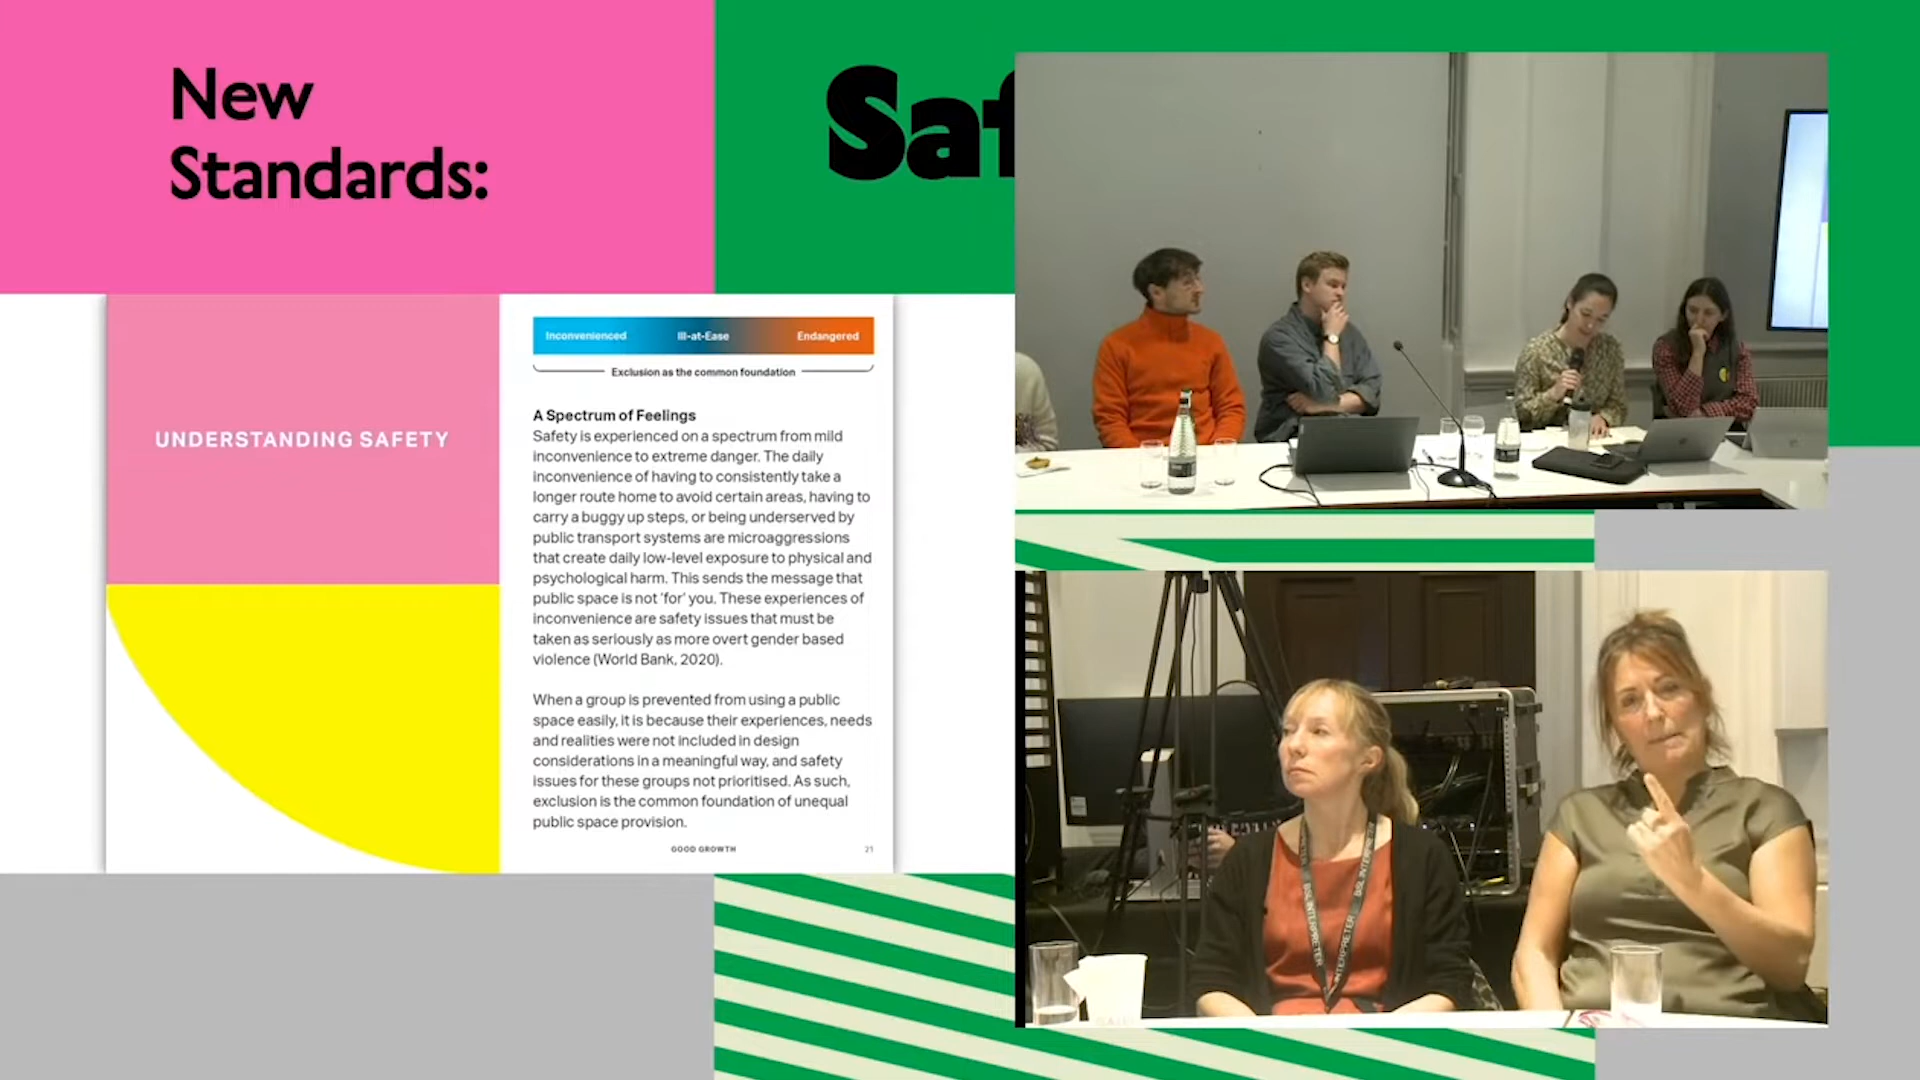 New
Standards:
Saf
UNDERSTANDING SAFETY
Inconvenienced Ill-at-Ease Endangered
Exclusion as the common foundation
A Spectrum of Feelings
Safety is experienced on a spectrum from mild
inconvenience to extreme danger. The daily
inconvenience of having to consistently take a
longer route home to avoid certain areas, having to
carry a buggy up steps, or being underserved by
public transport systems are microaggressions
that create daily low-level exposure to physical and
psychological harm. This sends the message that
public space is not ‘for’ you. These experiences of
inconvenience are safety issues that must be
taken as seriously as more overt gender based
violence (World Bank, 2020).
When a group is prevented from using a public
space easily, it is because their experiences, needs
and realities were not included in design
considerations in a meaningful way, and safety
issues for these groups not prioritised. As such,
exclusion is the common foundation of unequal
public space provision.
GOOD GROWTH 21
BSL INTERPRETER
BSL INTERPRE